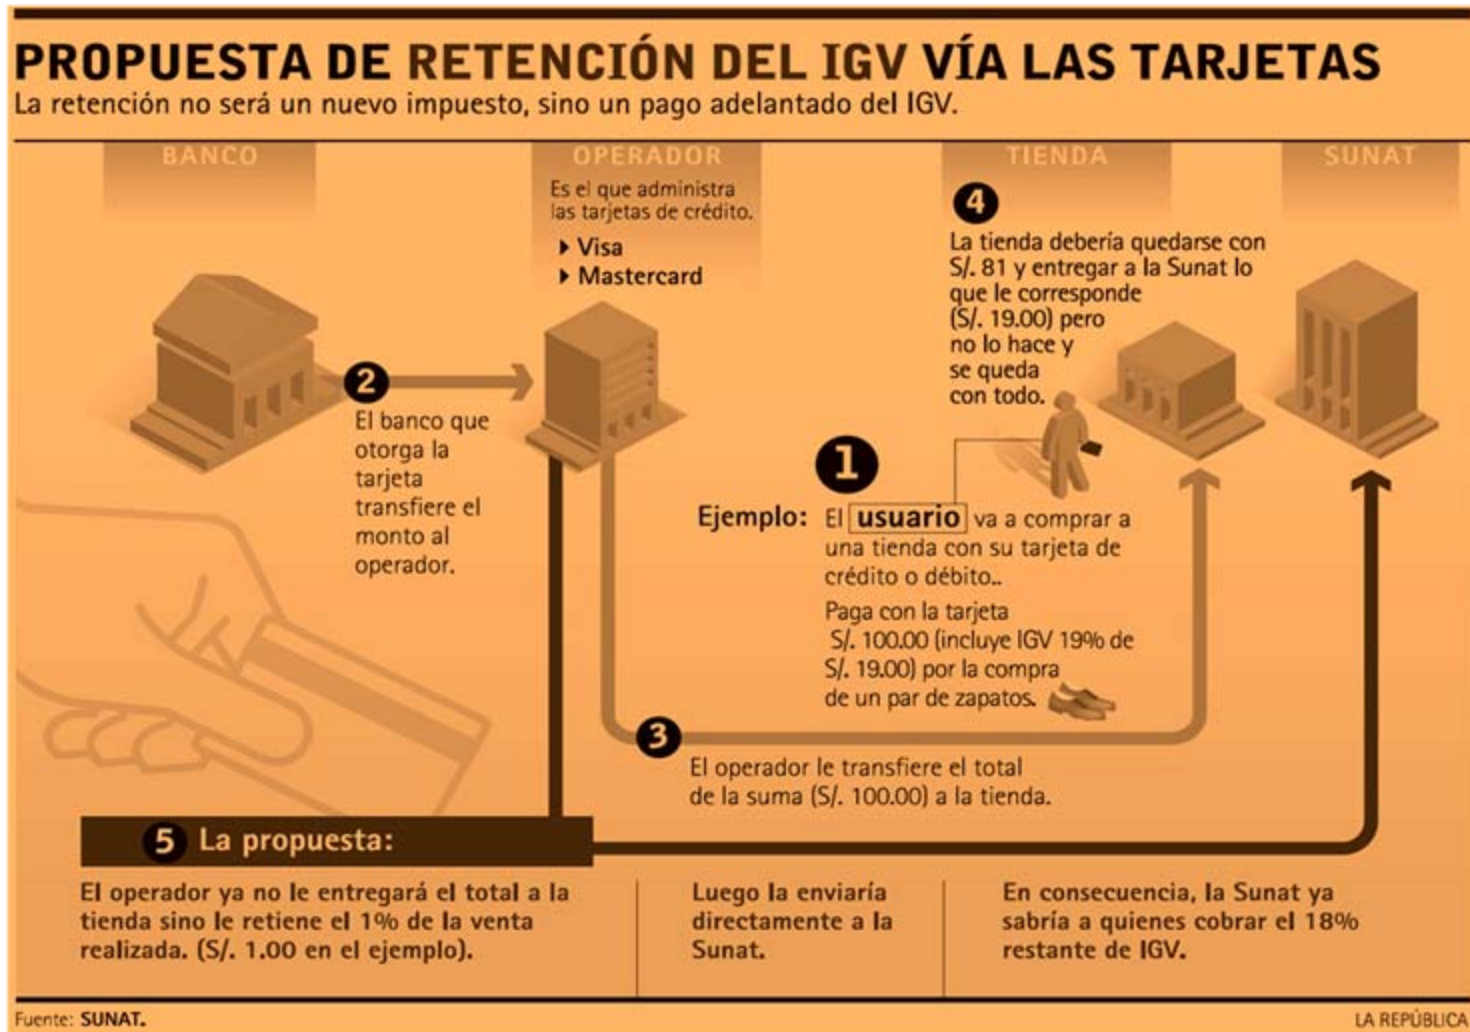 PROPUESTA DE RETENCIÓN DEL IGV VÍA LAS TARJETAS
La retención no será un nuevo impuesto, sino un pago adelantado del IGV.
BANCO
OPERADOR
Es el que administra
las tarjetas de crédito.
Visa
Mastercard
TIENDA
SUNAT
4
La tienda debería quedarse con
S/. 81 y entregar a la Sunat lo
que le corresponde
(S/. 19.00) pero
no lo hace y
se queda
con todo.
2
El banco que
otorga la
tarjeta
transfiere el
monto al
operador.
1
Ejemplo: El usuario va a comprar a
una tienda con su tarjeta de
crédito o débito..
Paga con la tarjeta
S/. 100.00 (incluye IGV 19% de
S/. 19.00) por la compra
de un par de zapatos.
3
El operador le transfiere el total
de la suma (S/. 100.00) a la tienda.
5 La propuesta:
El operador ya no le entregará el total a la
tienda sino le retiene el 1% de la venta
realizada. (S/. 1.00 en el ejemplo).
Luego la enviaría
directamente a la
Sunat.
En consecuencia, la Sunat ya
sabría a quienes cobrar el 18%
restante de IGV.
Fuente: SUNAT.
LA REPÚBLICA